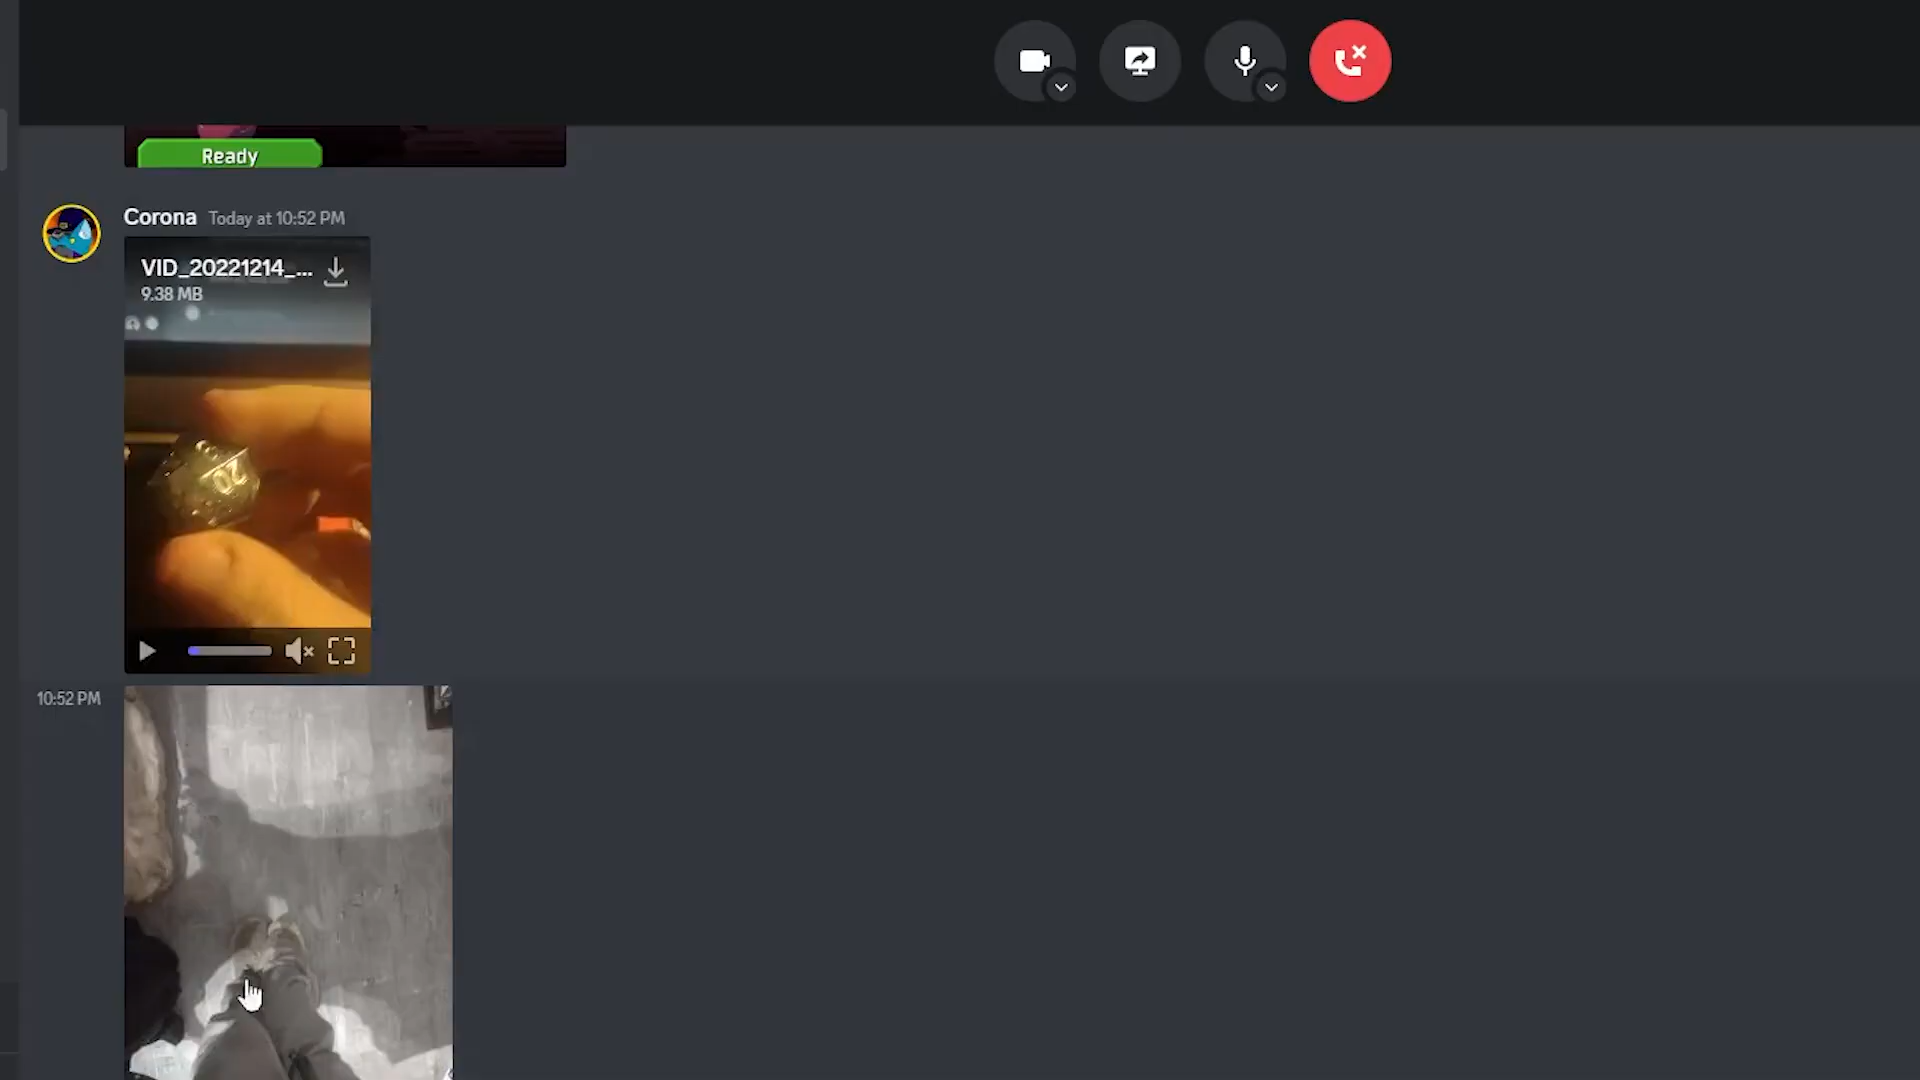 Ready
Corona Today at 10:52 PM
VID_20221214_...
9.38 MB
20
10:52 PM